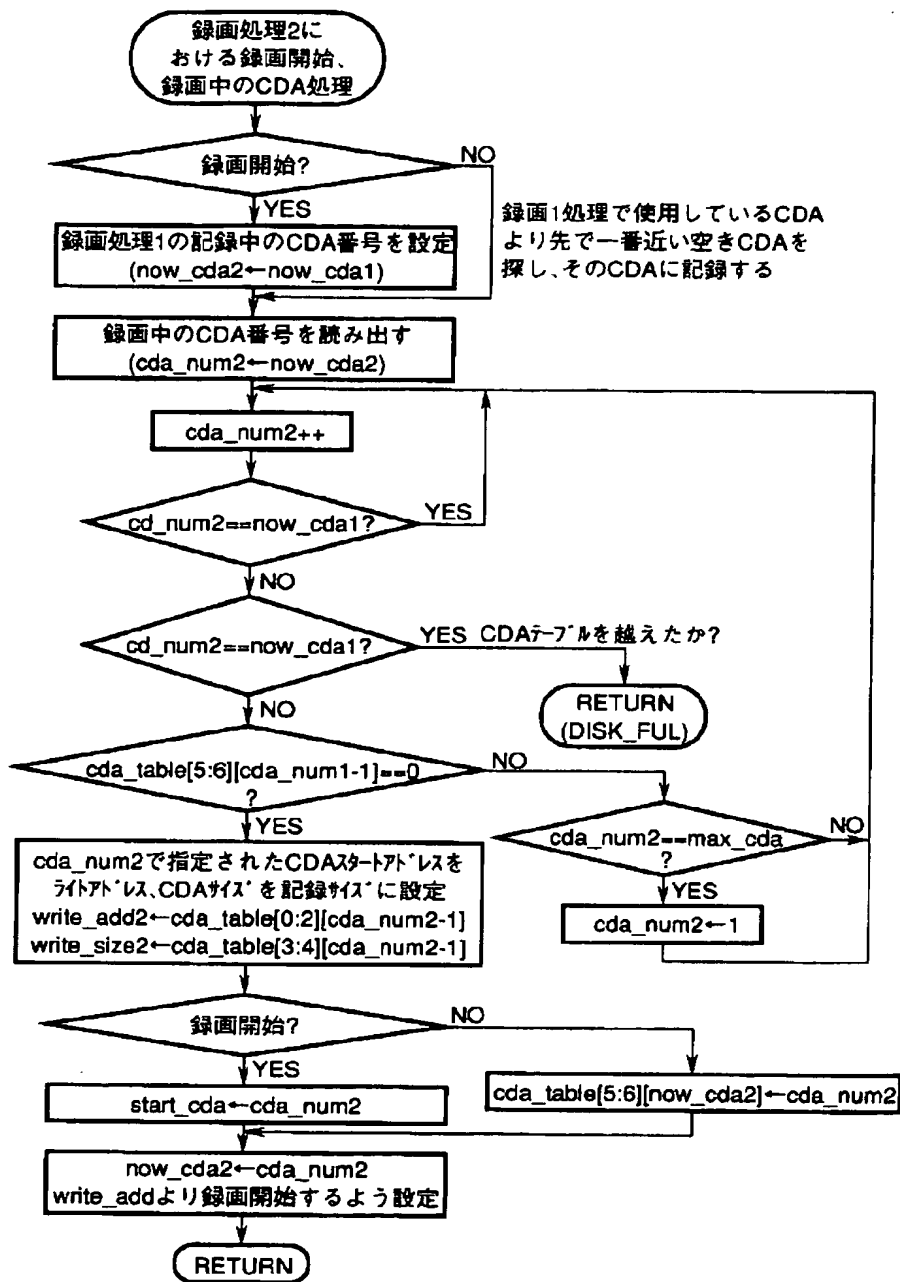 録画処理2に
おける録画開始、
録画中のCDA処理
録画開始?
NO
YES
録画1処理で使用しているCDA
より先で一番近い空きCDAを
探し、そのCDAに記録する
録画処理1の記録中のCDA番号を設定
(now_cda2←now_cda1)
録画中のCDA番号を読み出す
(cda_num2←now_cda2)
cda_num2++
cd_num2==now_cda1?
YES
NO
cd_num2==now_cda1?
YES CDAﾃｰﾌﾞﾙを越えたか?
RETURN
(DISK_FUL)
NO
cda_table[5:6][cda_num1-1]==0
?
NO
YES
cda_num2==max_cda
?
NO
YES
cda_num2←1
cda_num2で指定されたCDAｽﾀｰﾄｱﾄﾞﾚｽを
ﾗｲﾄｱﾄﾞﾚｽ、CDAｻｲｽﾞを記録ｻｲｽﾞに設定
write_add2←cda_table[0:2][cda_num2-1]
write_size2←cda_table[3:4][cda_num2-1]
録画開始?
NO
YES
start_cda←cda_num2
cda_table[5:6][now_cda2]←cda_num2
now_cda2←cda_num2
write_addより録画開始するよう設定
RETURN